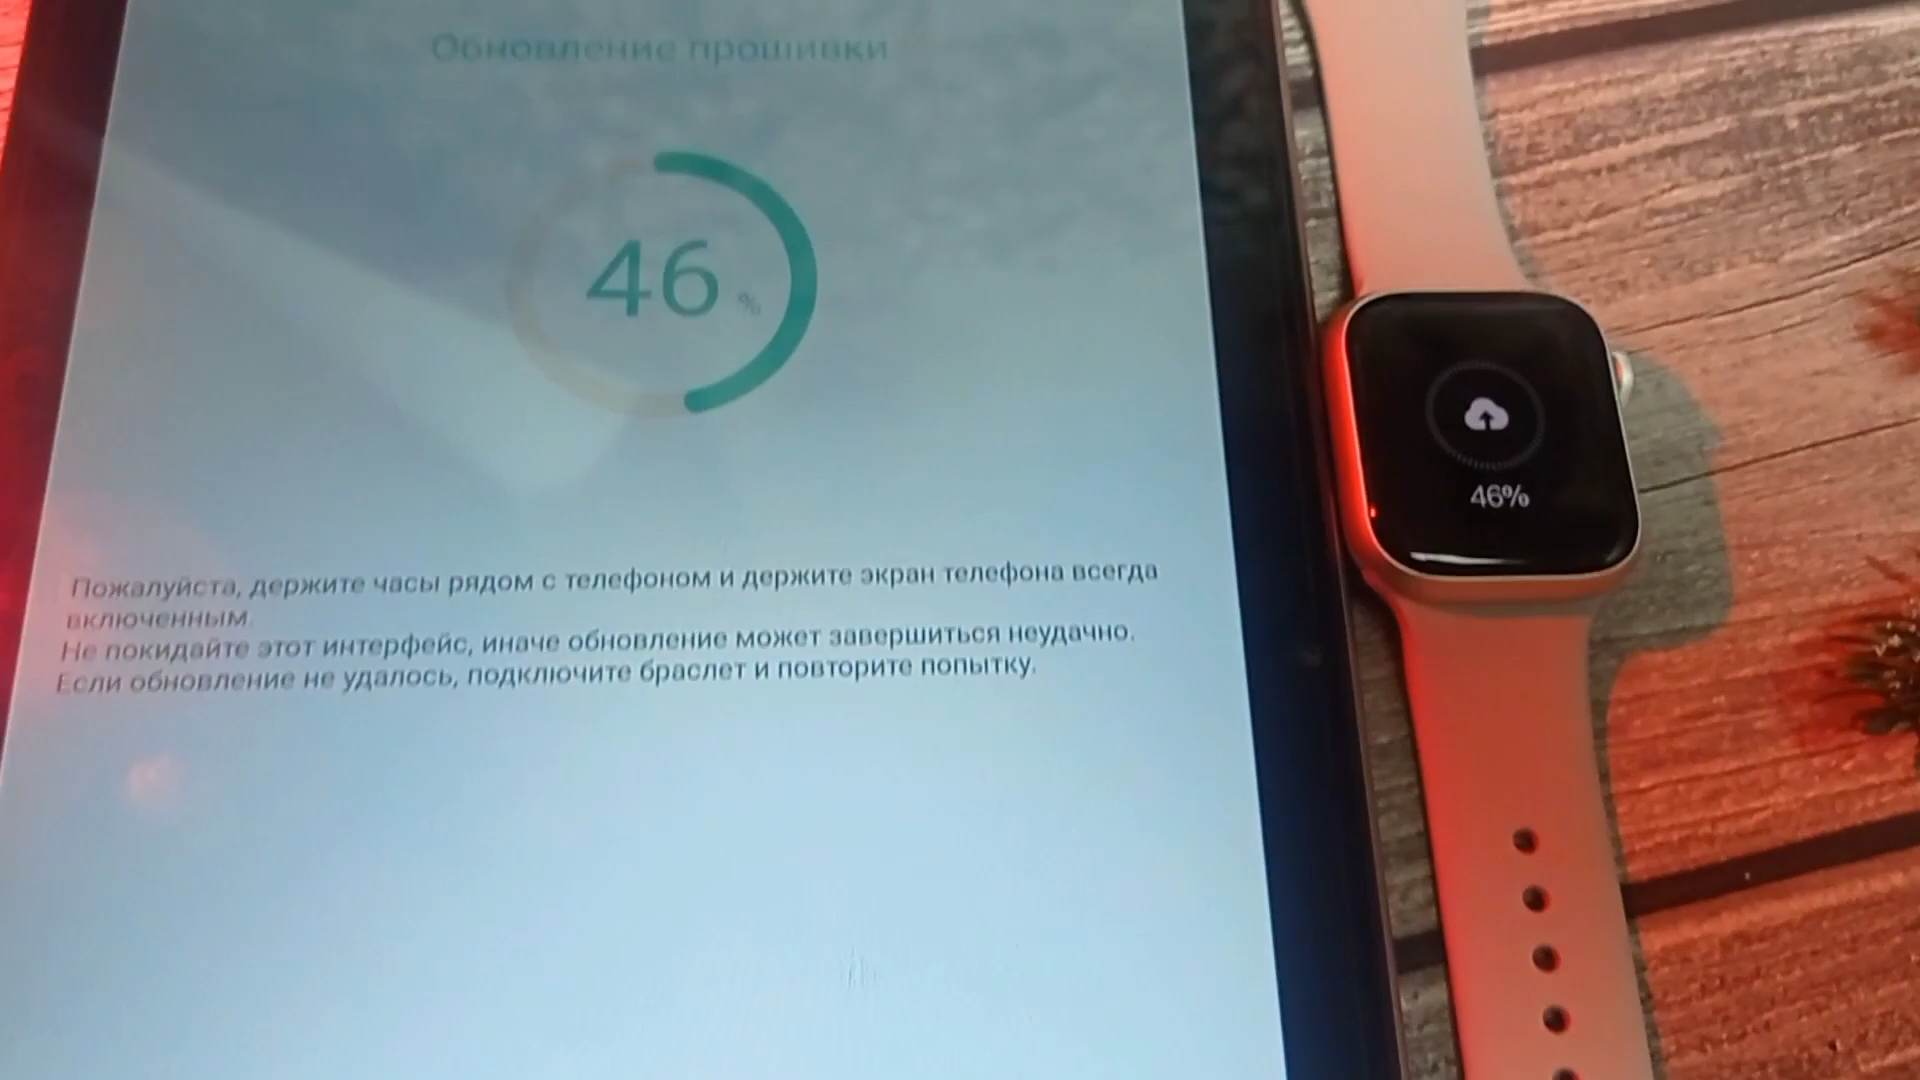 Обновление прошивки
46 %
Пожалуйста, держите часы рядом с телефоном и держите экран телефона всегда
включенным.
Не покидайте этот интерфейс, иначе обновление может завершиться неудачно.
Если обновление не удалось, подключите браслет и повторите попытку.
46%